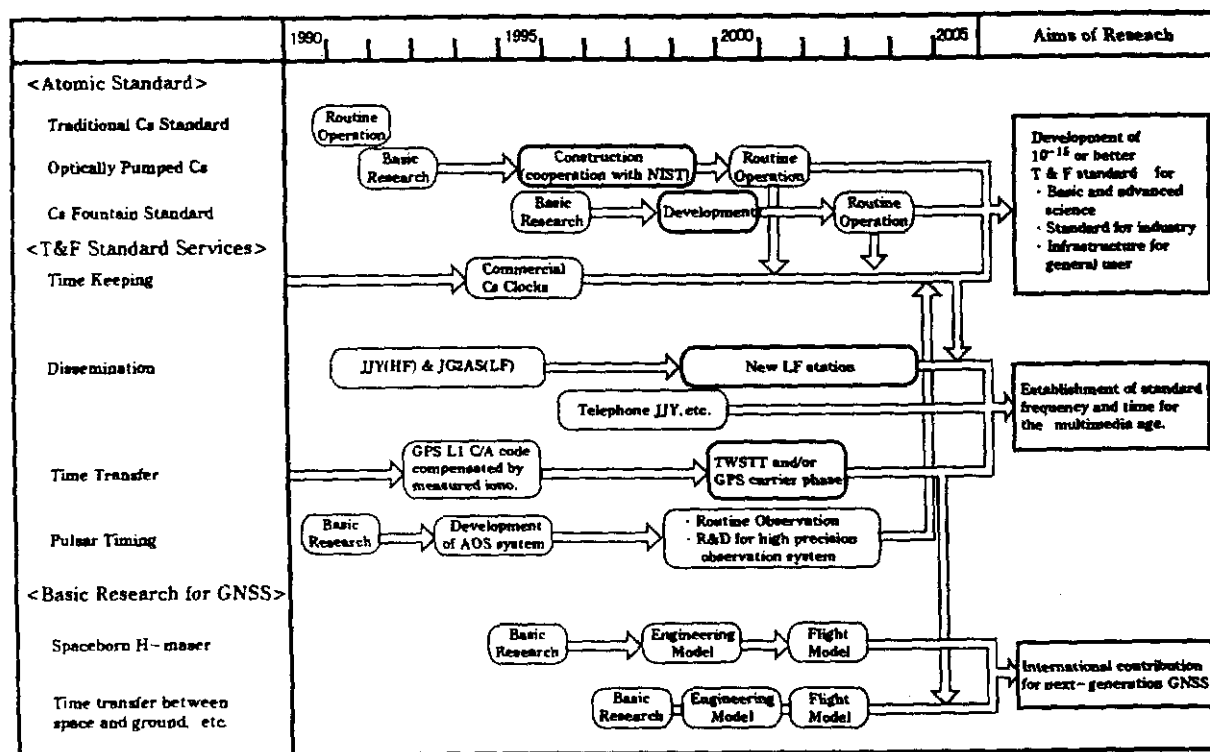 1990 1995 2000 2005 Aims of Reseach
<Atomic Standard>
Traditional Cs Standard
Routine
Operation
Optically Pumped Cs
Basic
Research
Construction
(cooperation with NIST)
Routine
Operation
Cs Fountain Standard
Basic
Research
Development
Routine
Operation
Development of
or better
T & F standard for
· Basic and advanced
science
· Standard for industry
· Infrastructure for
general user
<T&F Standard Services>
Time Keeping
Commercial
Cs Clocks
Dissemination
JJY(HF) & JG2AS(LF)
New LF station
Telephone JJY, etc.
Establishment of standard
frequency and time for
the multimedia age.
Time Transfer
GPS L1 C/A code
compensated by
measured iono.
TWSTT and/or
GPS carrier phase
Pulsar Timing
Basic
Research
Development
of AOS system
· Routine Observation
· R&D for high precision
observation system
<Basic Research for GNSS>
Spaceborn H-maser
Basic
Research
Engineering
Model
Flight
Model
Time transfer between
space and ground, etc.
Basic
Research
Engineering
Model
Flight
Model
International contribution
for next-generation GNSS